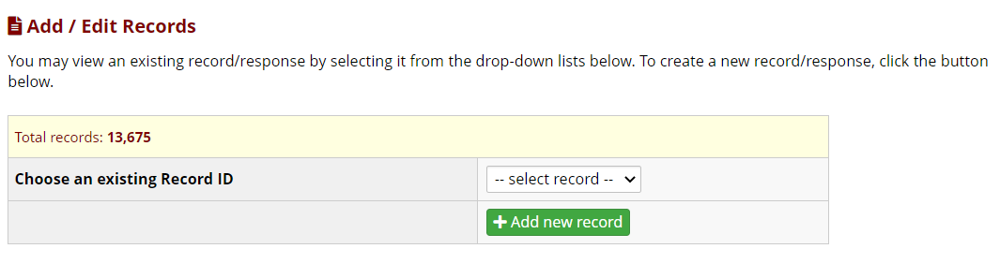 Add / Edit Records
You may view an existing record/response by selecting it from the drop-down lists below. To create a new record/response, click the button
below.
Total records: 13,675
Choose an existing Record ID
-- select record --
Add new record